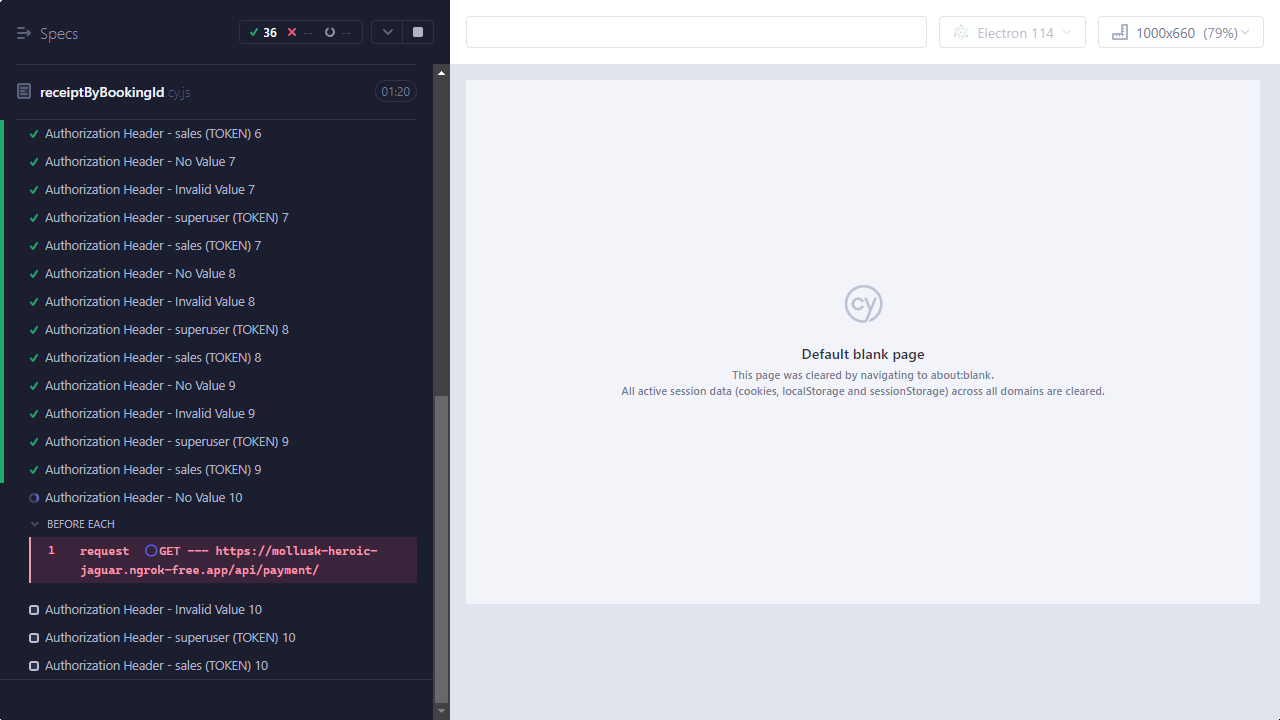 Specs
36
--
--
Electron 114
1000x660 (79%)
receiptByBookingId.cy.js
01:20
Authorization Header - sales (TOKEN) 6
Authorization Header - No Value 7
Authorization Header - Invalid Value 7
Authorization Header - superuser (TOKEN) 7
Authorization Header - sales (TOKEN) 7
Authorization Header - No Value 8
Authorization Header - Invalid Value 8
Authorization Header - superuser (TOKEN) 8
Authorization Header - sales (TOKEN) 8
Authorization Header - No Value 9
Authorization Header - Invalid Value 9
Authorization Header - superuser (TOKEN) 9
Authorization Header - sales (TOKEN) 9
Authorization Header - No Value 10
BEFORE EACH
1 request GET --- https://mollusk-heroic-
jaguar.ngrok-free.app/api/payment/
Authorization Header - Invalid Value 10
Authorization Header - superuser (TOKEN) 10
Authorization Header - sales (TOKEN) 10
cy
Default blank page
This page was cleared by navigating to about:blank.
All active session data (cookies, localStorage and sessionStorage) across all domains are cleared.